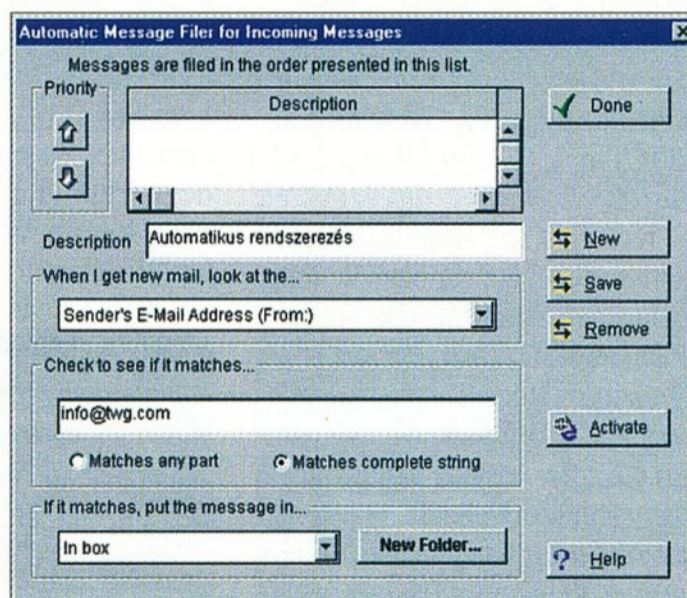 Automatic Message Filer for Incoming Messages
Messages are filed in the order presented in this list.
Priority
Description
Done
Description
Automatikus rendszerezés
New
When I get new mail, look at the...
Save
Sender's E-Mail Address (From:)
Remove
Check to see if it matches...
info@twg.com
Activate
Matches any part
Matches complete string
If it matches, put the message in...
In box
New Folder...
Help